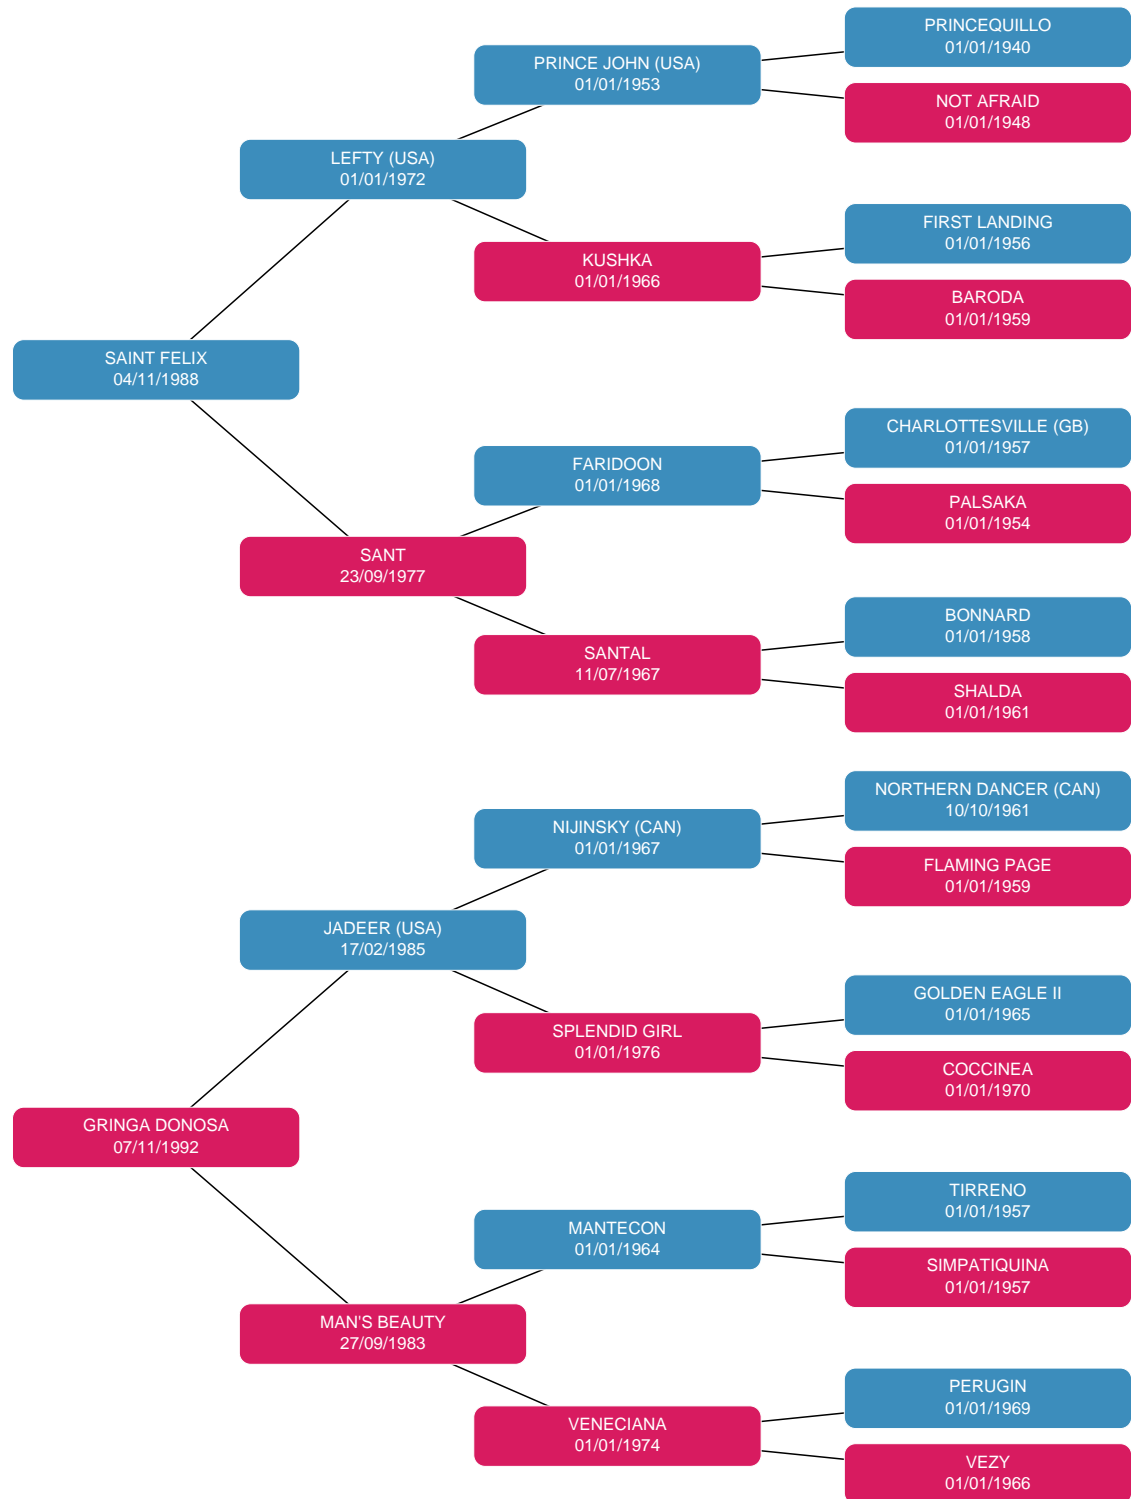 PRINCEQUILLO
01/01/1940
PRINCE JOHN (USA)
01/01/1953
NOT AFRAID
01/01/1948
LEFTY (USA)
01/01/1972
FIRST LANDING
01/01/1956
KUSHKA
01/01/1966
BARODA
01/01/1959
SAINT FELIX
04/11/1988
CHARLOTTESVILLE (GB)
01/01/1957
FARIDOON
01/01/1968
PALSAKA
01/01/1954
SANT
23/09/1977
BONNARD
01/01/1958
SANTAL
11/07/1967
SHALDA
01/01/1961
NORTHERN DANCER (CAN)
10/10/1961
NIJINSKY (CAN)
01/01/1967
FLAMING PAGE
01/01/1959
JADEER (USA)
17/02/1985
GOLDEN EAGLE II
01/01/1965
SPLENDID GIRL
01/01/1976
COCCINEA
01/01/1970
GRINGA DONOSA
07/11/1992
TIRRENO
01/01/1957
MANTECON
01/01/1964
SIMPATIQUINA
01/01/1957
MAN'S BEAUTY
27/09/1983
PERUGIN
01/01/1969
VENECIANA
01/01/1974
VEZY
01/01/1966